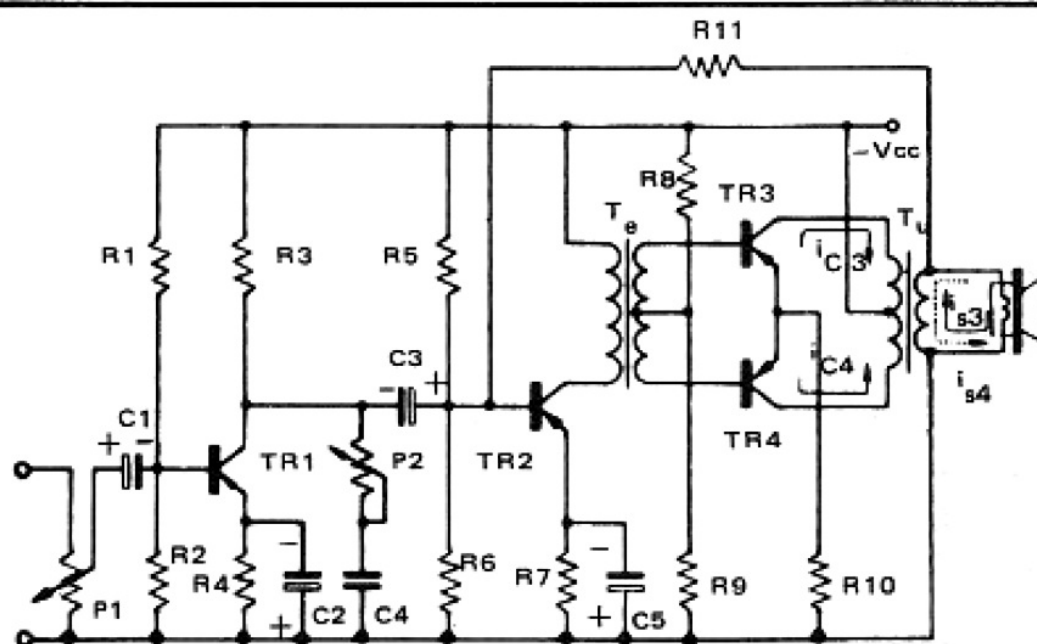 R11
-Vcc
R8
TR3
Te
Tu
R1
R3
R5
iC3
is3
C3
- +
iC4
is4
C1
+ -
TR1
P2
TR2
TR4
R2
R4
-
C2
+
C4
R6
R7
-
C5
+
R9
R10
P1